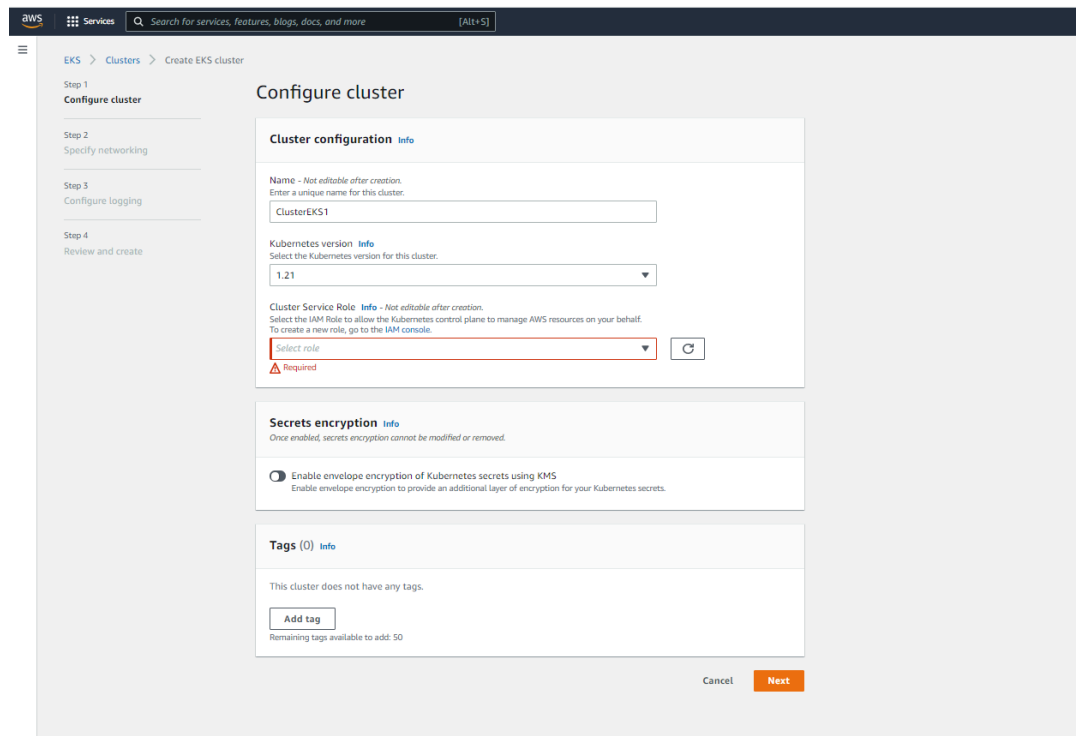 aws Services Search for services, features, blogs, docs, and more [Alt+S]
EKS > Clusters > Create EKS cluster
Step 1
Configure cluster
Step 2
Specify networking
Step 3
Configure logging
Step 4
Review and create
Configure cluster
Cluster configuration Info
Name - Not editable after creation.
Enter a unique name for this cluster.
ClusterEKS1
Kubernetes version Info
Select the Kubernetes version for this cluster.
1.21
Cluster Service Role Info - Not editable after creation.
Select the IAM Role to allow the Kubernetes control plane to manage AWS resources on your behalf.
To create a new role, go to the IAM console.
Select role
Required
Secrets encryption Info
Once enabled, secrets encryption cannot be modified or removed.
Enable envelope encryption of Kubernetes secrets using KMS
Enable envelope encryption to provide an additional layer of encryption for your Kubernetes secrets.
Tags (0) Info
This cluster does not have any tags.
Add tag
Remaining tags available to add: 50
Cancel Next